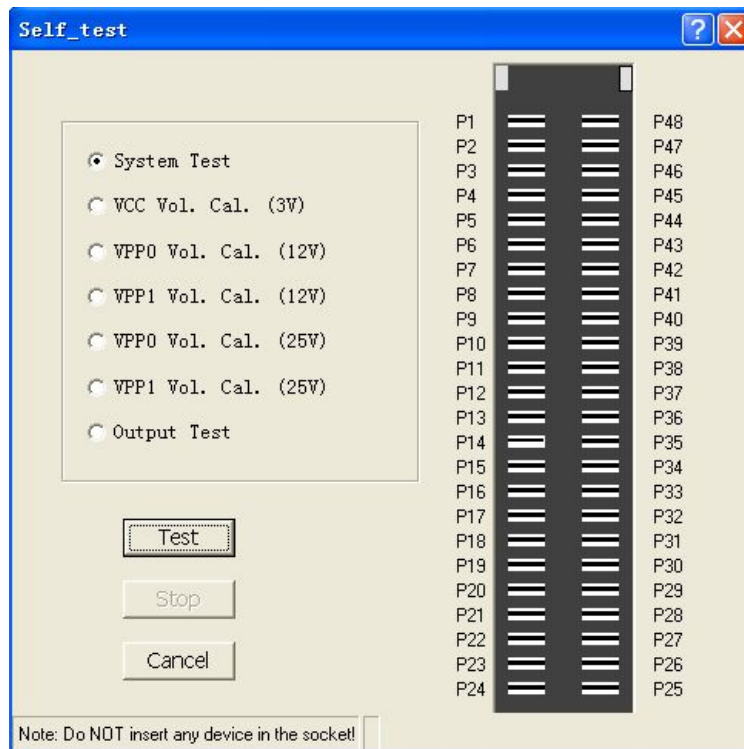 Self_test
System Test
VCC Vol. Cal. (3V)
VPP0 Vol. Cal. (12V)
VPP1 Vol. Cal. (12V)
VPP0 Vol. Cal. (25V)
VPP1 Vol. Cal. (25V)
Output Test
Test
Stop
Cancel
P1 P48
P2 P47
P3 P46
P4 P45
P5 P44
P6 P43
P7 P42
P8 P41
P9 P40
P10 P39
P11 P38
P12 P37
P13 P36
P14 P35
P15 P34
P16 P33
P17 P32
P18 P31
P19 P30
P20 P29
P21 P28
P22 P27
P23 P26
P24 P25
Note: Do NOT insert any device in the socket!